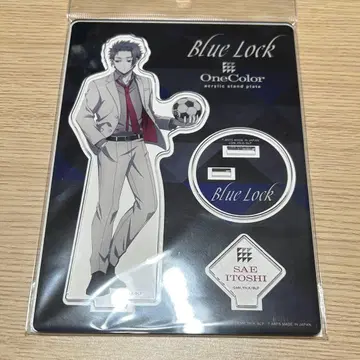 Blue Lock
OneColor
acrylic stand plate
Blue Lock
SAE
ITOSHI